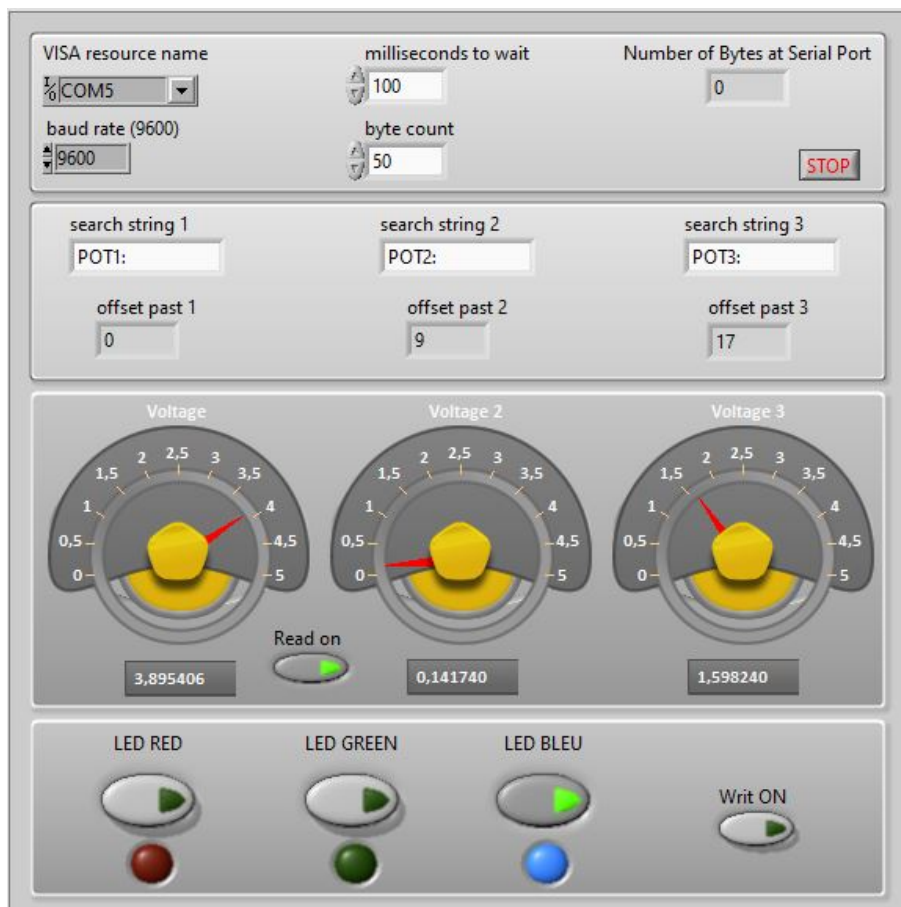 VISA resource name
milliseconds to wait
Number of Bytes at Serial Port
I/O COM5
100
0
baud rate (9600)
byte count
9600
50
STOP
search string 1
search string 2
search string 3
POT1:
POT2:
POT3:
offset past 1
offset past 2
offset past 3
0
9
17
Voltage
0
0,5
1
1,5
2
2,5
3
3,5
4
4,5
5
3,895406
Read on
Voltage 2
0
0,5
1
1,5
2
2,5
3
3,5
4
4,5
5
0,141740
Voltage 3
0
0,5
1
1,5
2
2,5
3
3,5
4
4,5
5
1,598240
LED RED
LED GREEN
LED BLEU
Writ ON